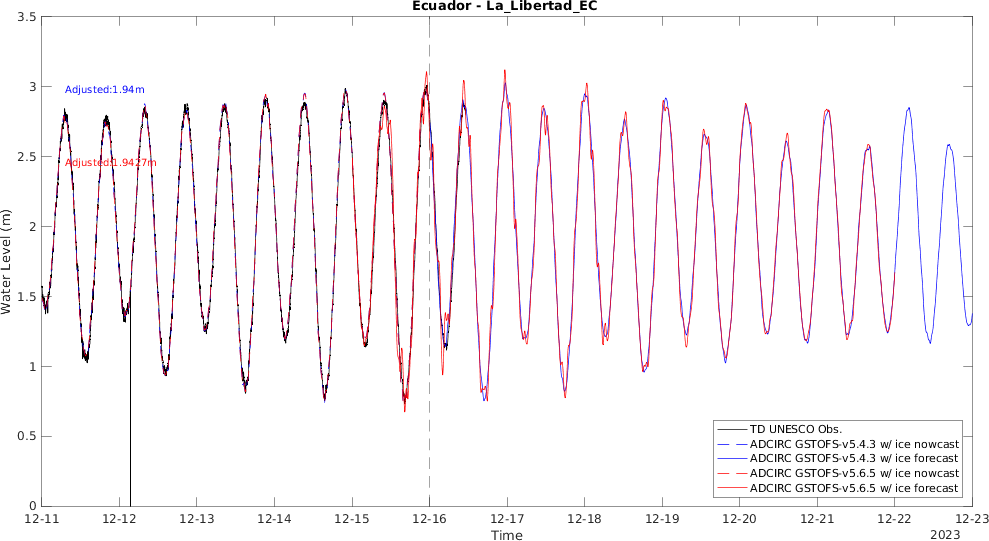 Ecuador - La_Libertad_EC
3.5
3
2.5
2
1.5
1
0.5
0
Water Level (m)
Adjusted:1.94m
Adjusted:1.9427m
TD UNESCO Obs.
ADCIRC GSTOFS-v5.4.3 w/ ice nowcast
ADCIRC GSTOFS-v5.4.3 w/ ice forecast
ADCIRC GSTOFS-v5.6.5 w/ ice nowcast
ADCIRC GSTOFS-v5.6.5 w/ ice forecast
12-11 12-12 12-13 12-14 12-15 12-16 12-17 12-18 12-19 12-20 12-21 12-22 12-23
Time
2023